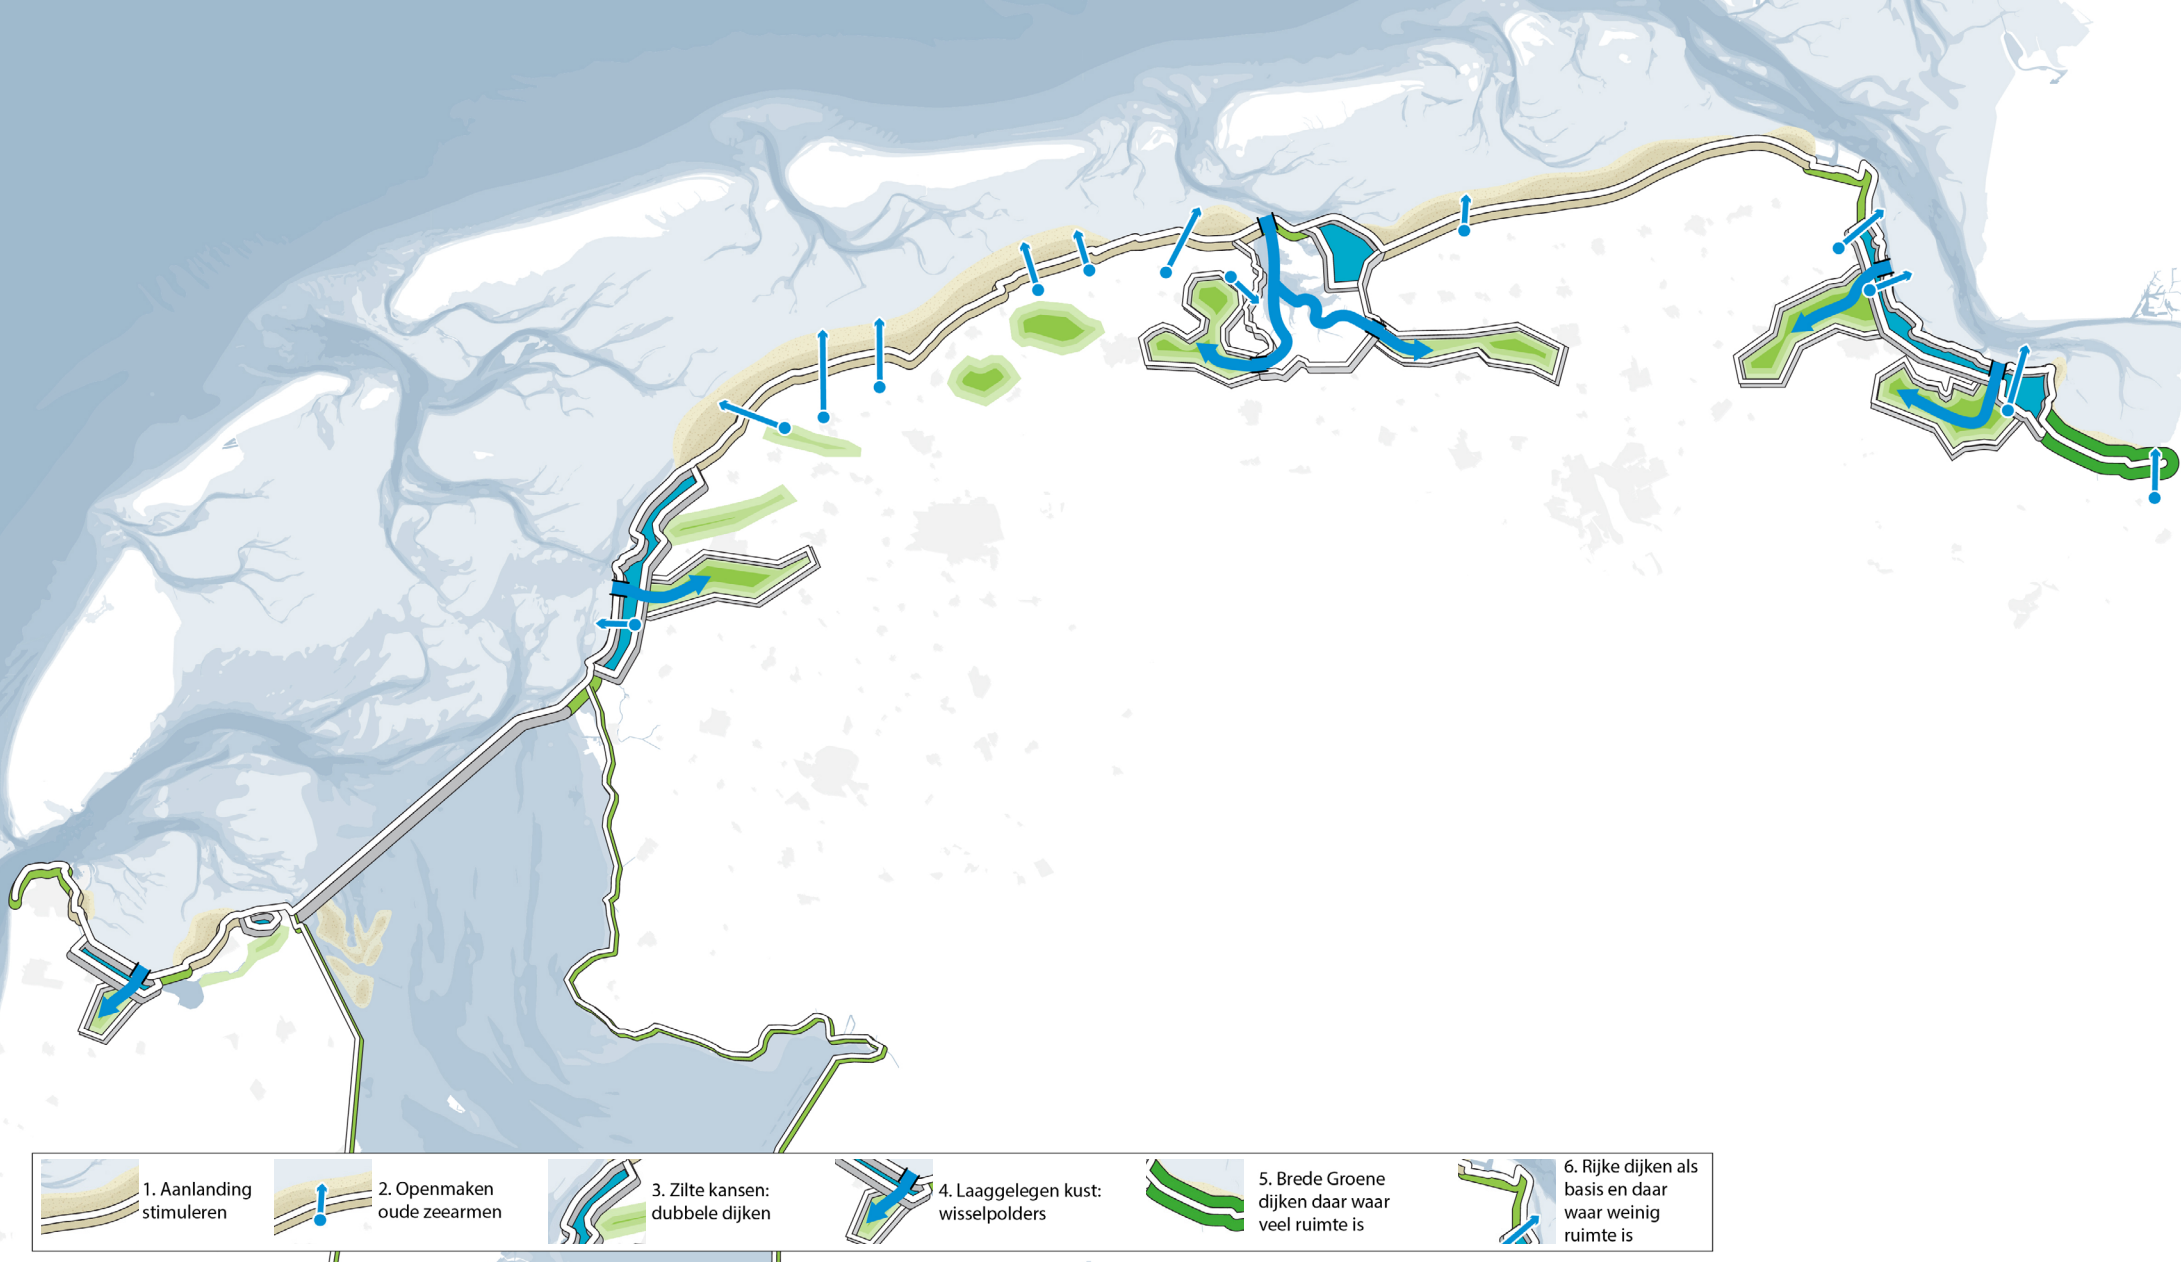 1. Aanlanding
stimuleren
2. Openmaken
oude zeearmen
3. Zilte kansen:
dubbele dijken
4. Laaggelegen kust:
wisselpolders
5. Brede Groene
dijken daar waar
veel ruimte is
6. Rijke dijken als
basis en daar
waar weinig
ruimte is